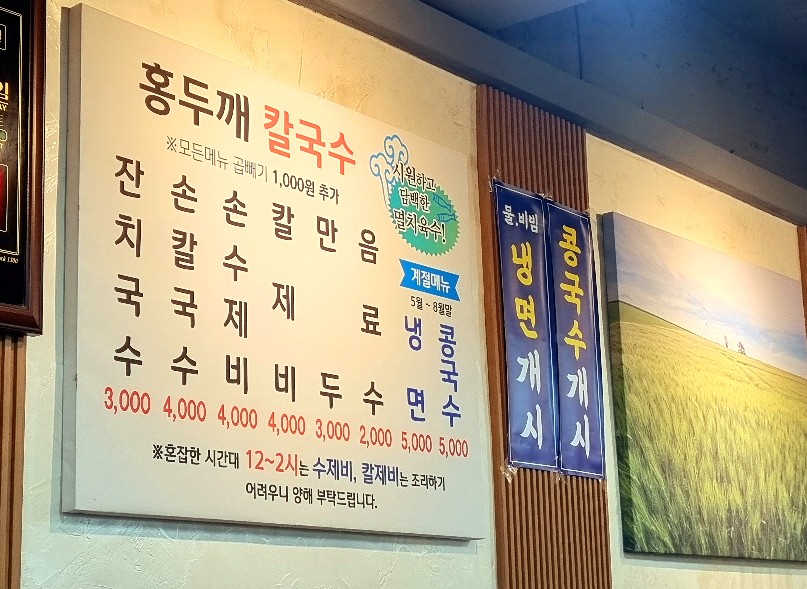 홍두깨 칼국수
※모든메뉴 곱빼기 1,000원 추가
시원하고
담백한
멸치육수!
잔치국수 3,000
손칼국수 4,000
손수제비 4,000
칼제비 4,000
만두 3,000
음료수 2,000
계절메뉴
5월 ~ 8월말
냉면 5,000
콩국수 5,000
※혼잡한 시간대 12~2시는 수제비, 칼제비는 조리하기
어려우니 양해 부탁드립니다.
물.비빔
냉면개시
콩국수개시